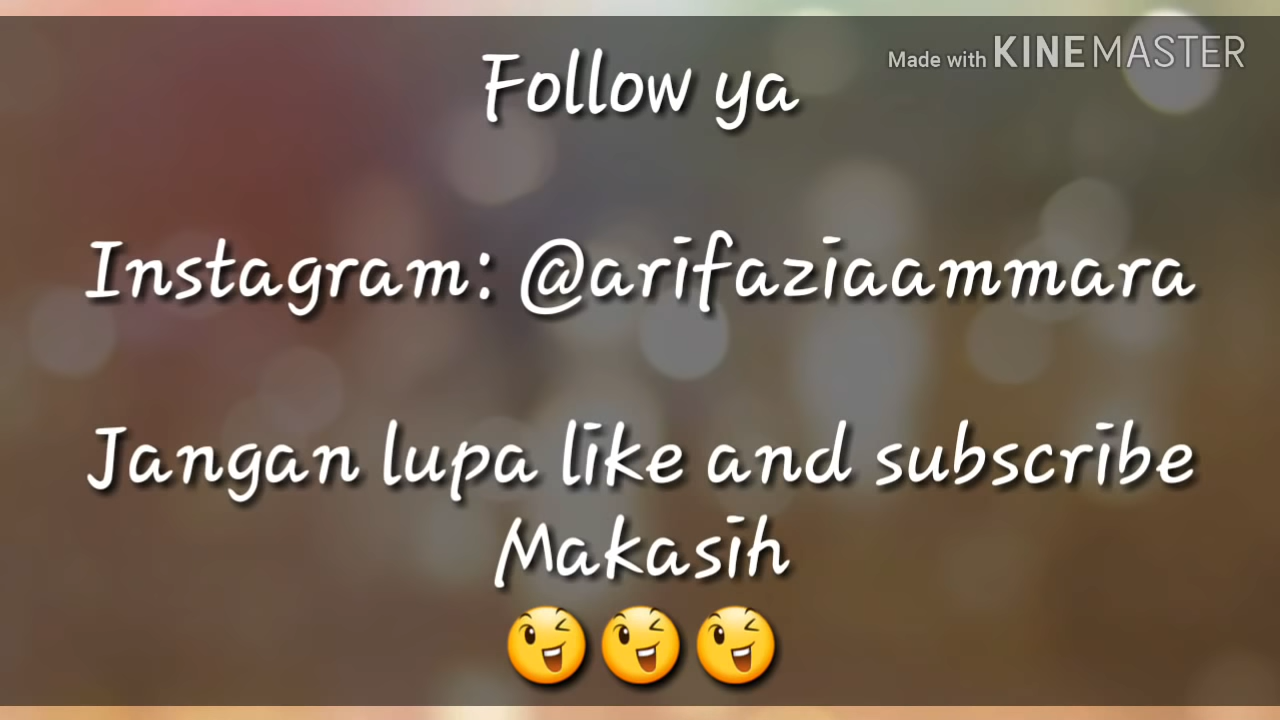 Made with KINEMASTER
Follow ya
Instagram: @arifaziaammara
Jangan lupa like and subscribe
Makasih
😉😉😉